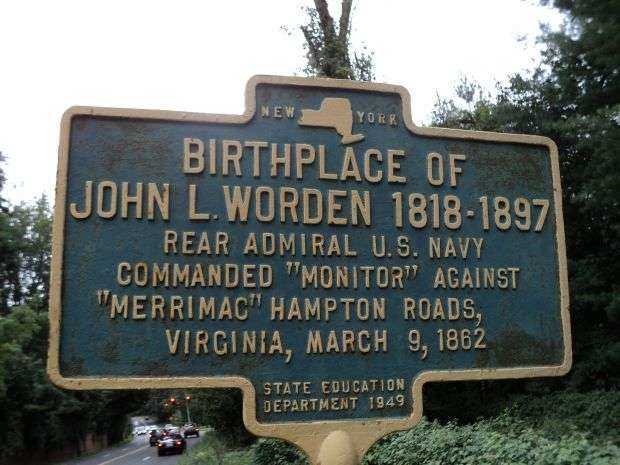 NEW YORK
BIRTHPLACE OF
JOHN L. WORDEN 1818-1897
REAR ADMIRAL U.S. NAVY
COMMANDED "MONITOR" AGAINST
"MERRIMAC" HAMPTON ROADS,
VIRGINIA, MARCH 9, 1862
STATE EDUCATION
DEPARTMENT 1949